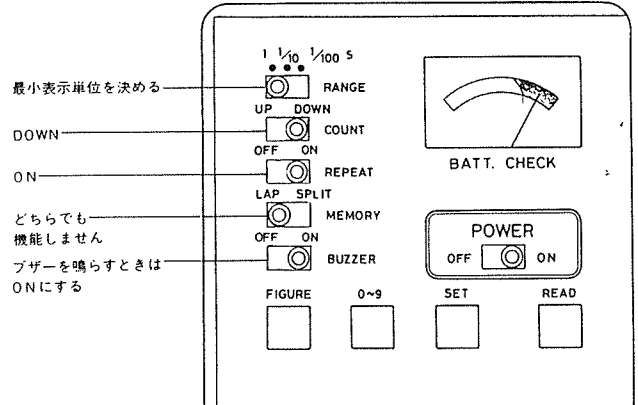 1 1/10 1/100 S
最小表示単位を決める
RANGE
UP DOWN
DOWN
COUNT
OFF ON
ON
REPEAT
LAP SPLIT
どちらでも
機能しません
MEMORY
OFF ON
ブザーを鳴らすときは
ONにする
BUZZER
BATT. CHECK
POWER
OFF ON
FIGURE 0~9 SET READ